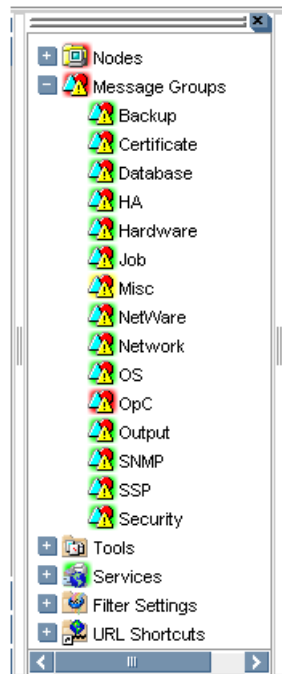 Nodes
Message Groups
Backup
Certificate
Database
HA
Hardware
Job
Misc
NetWare
Network
OS
OpC
Output
SNMP
SSP
Security
Tools
Services
Filter Settings
URL Shortcuts